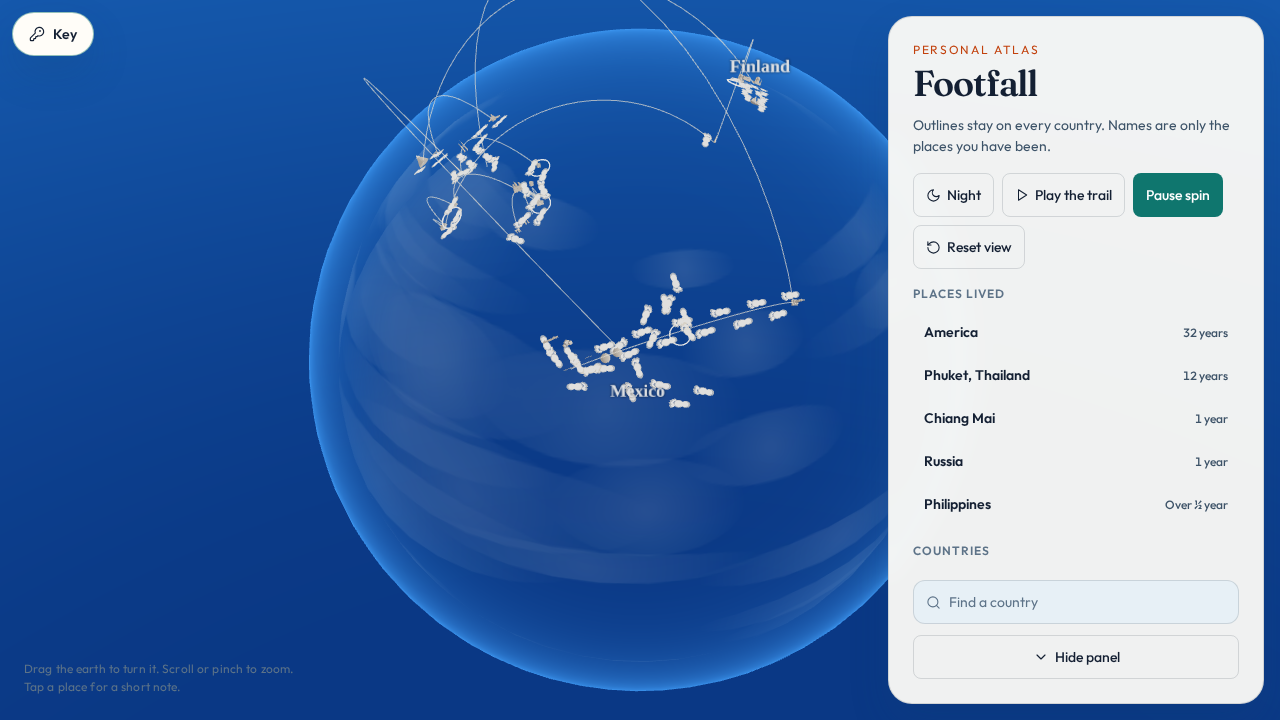 Key
Finland
Mexico
Drag the earth to turn it. Scroll or pinch to zoom.
Tap a place for a short note.
PERSONAL ATLAS
Footfall
Outlines stay on every country. Names are only the
places you have been.
Night
Play the trail
Pause spin
Reset view
PLACES LIVED
America 32 years
Phuket, Thailand 12 years
Chiang Mai 1 year
Russia 1 year
Philippines Over ½ year
COUNTRIES
Find a country
Hide panel